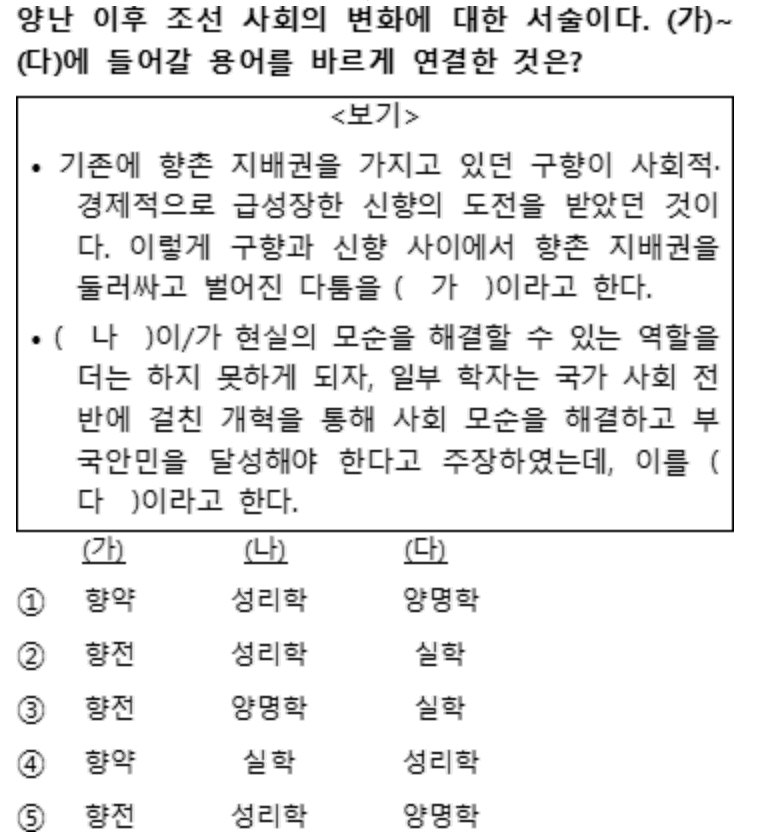 양난 이후 조선 사회의 변화에 대한 서술이다. (가)~
(다)에 들어갈 용어를 바르게 연결한 것은?
<보기>
• 기존에 향촌 지배권을 가지고 있던 구향이 사회적·
경제적으로 급성장한 신향의 도전을 받았던 것이
다. 이렇게 구향과 신향 사이에서 향촌 지배권을
둘러싸고 벌어진 다툼을 ( 가 )이라고 한다.
• ( 나 )이/가 현실의 모순을 해결할 수 있는 역할을
더는 하지 못하게 되자, 일부 학자는 국가 사회 전
반에 걸친 개혁을 통해 사회 모순을 해결하고 부
국안민을 달성해야 한다고 주장하였는데, 이를 (
다 )이라고 한다.
(가) (나) (다)
① 향약 성리학 양명학
② 향전 성리학 실학
③ 향전 양명학 실학
④ 향약 실학 성리학
⑤ 향전 성리학 양명학